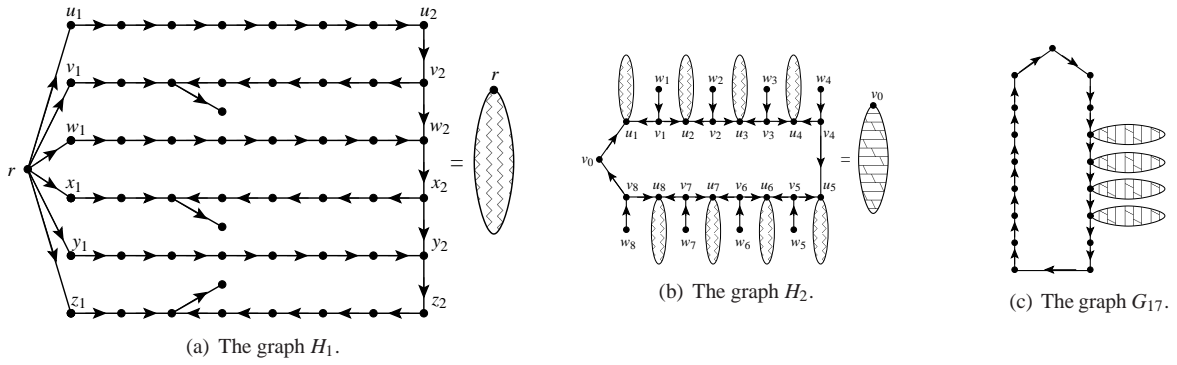 u1 u2
v1 v2
w1 w2
r
x1 x2
y1 y2
z1 z2
= r
(a) The graph H1.
w1 w2 w3 w4
u1 v1 u2 v2 u3 v3 u4 v4
v0
v8 u8 v7 u7 v6 u6 v5 u5
w8 w7 w6 w5
= v0
(b) The graph H2.
(c) The graph G17.